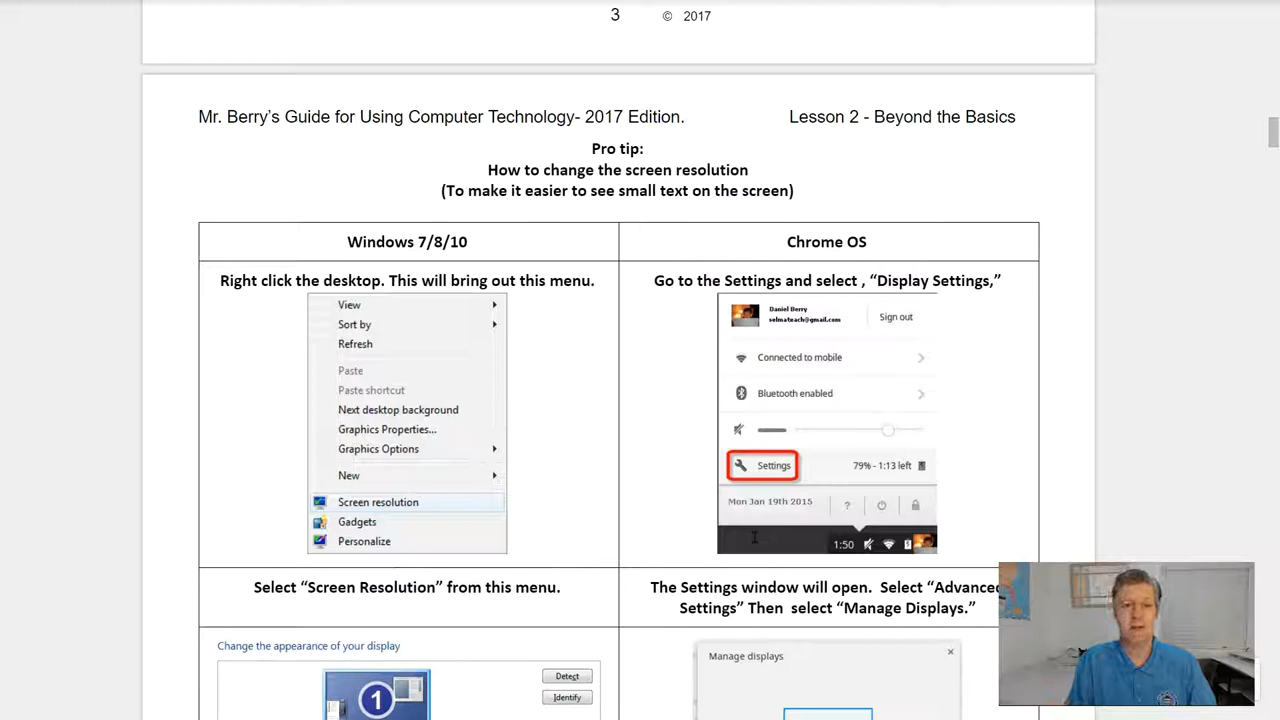 3 © 2017
Mr. Berry's Guide for Using Computer Technology- 2017 Edition. Lesson 2 - Beyond the Basics
Pro tip:
How to change the screen resolution
(To make it easier to see small text on the screen)
Windows 7/8/10
Chrome OS
Right click the desktop. This will bring out this menu.
View
Sort by
Refresh
Paste
Paste shortcut
Next desktop background
Graphics Properties...
Graphics Options
New
Screen resolution
Gadgets
Personalize
Go to the Settings and select , “Display Settings,”
Daniel Berry
selmateach@gmail.com
Sign out
Connected to mobile
Bluetooth enabled
Settings
79% - 1:13 left
Mon Jan 19th 2015
?
1:50
Select “Screen Resolution” from this menu.
The Settings window will open. Select “Advanced
Settings” Then select “Manage Displays.”
Change the appearance of your display
1
Detect
Identify
Manage displays